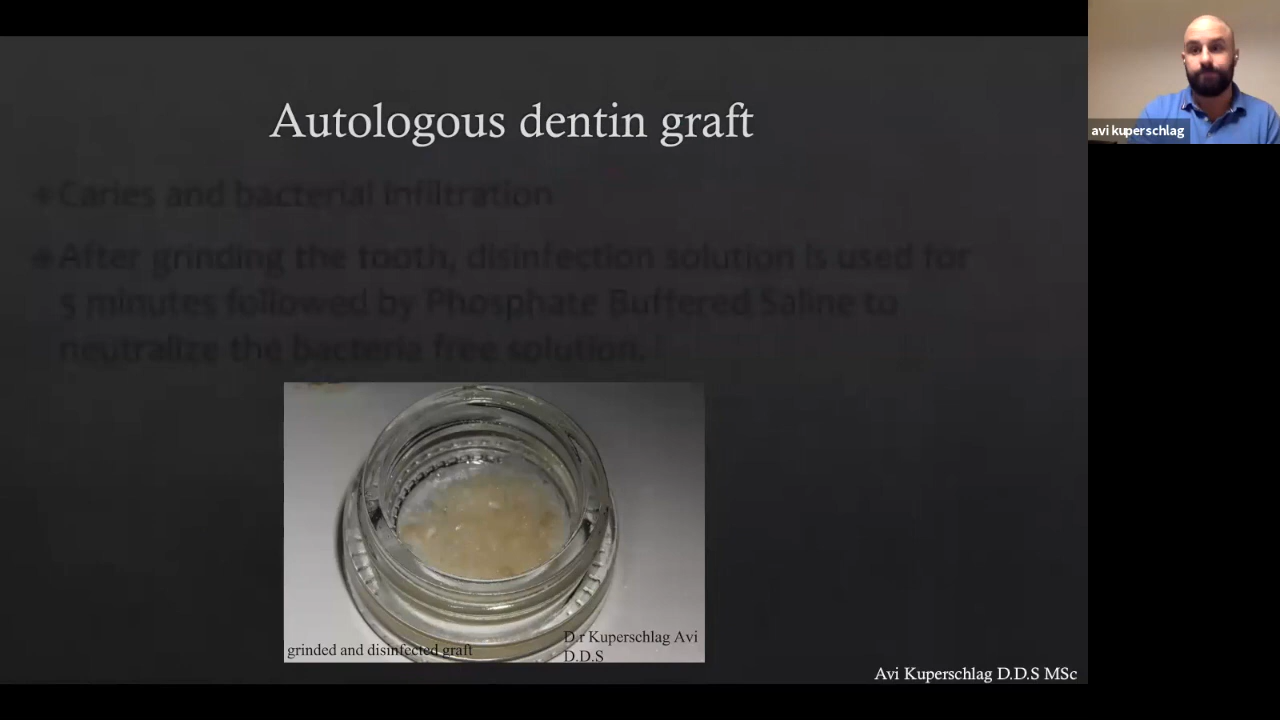 Autologous dentin graft
Caries and bacterial infiltration
After grinding the tooth, disinfection solution is used for
5 minutes followed by Phosphate Buffered Saline to
neutralize the bacteria free solution.
D.r Kuperschlag Avi
grinded and disinfected graft
D.D.S
Avi Kuperschlag D.D.S MSc
avi kuperschlag